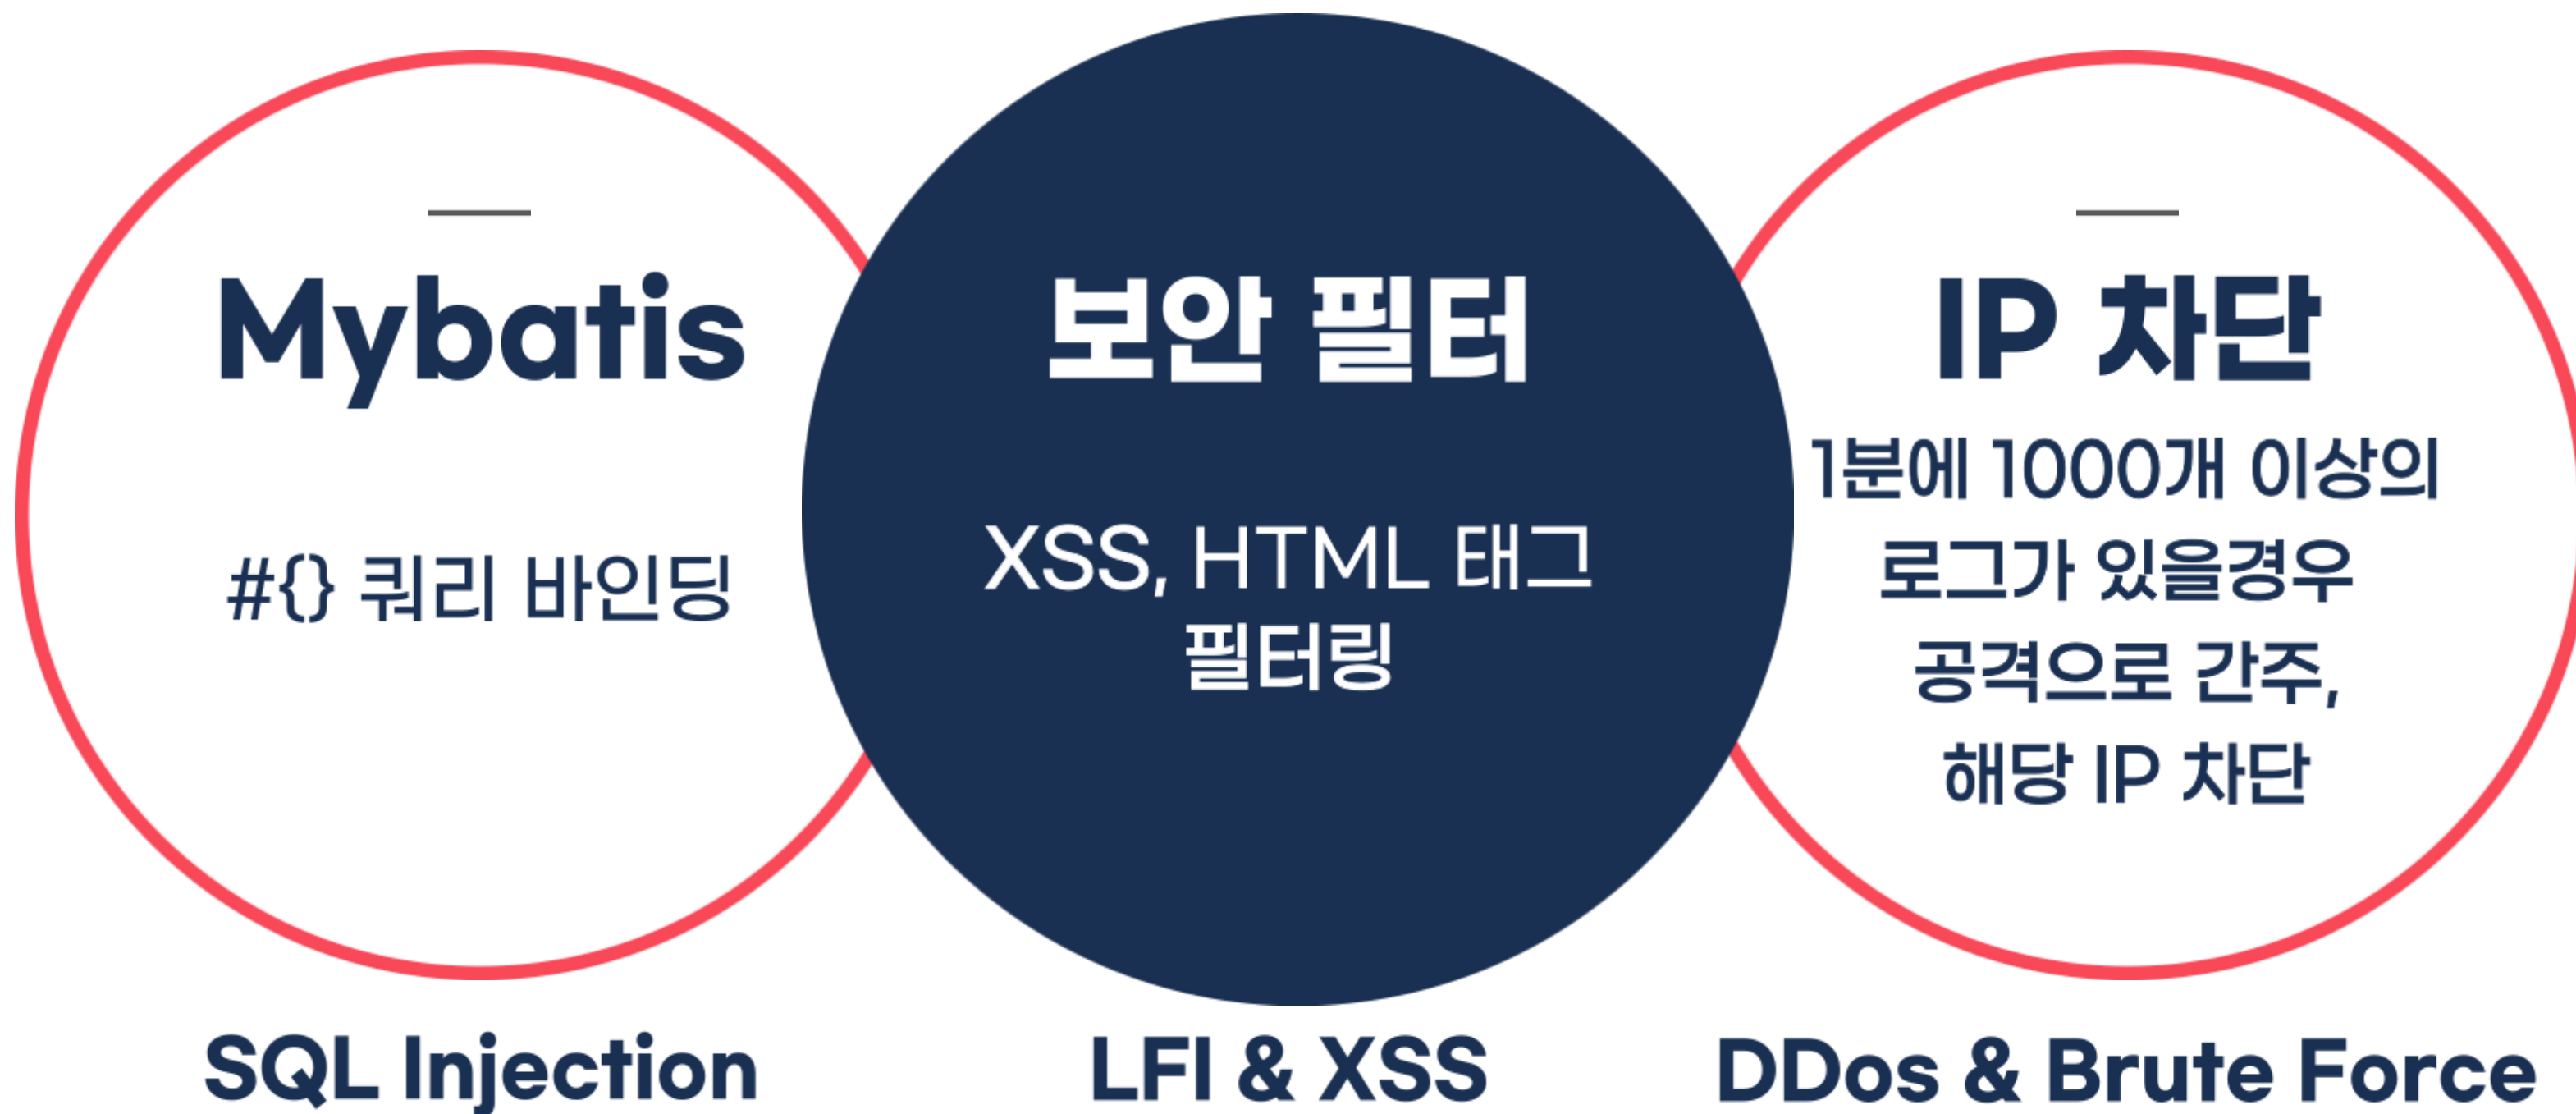 Mybatis
#{} 쿼리 바인딩
SQL Injection
보안 필터
XSS, HTML 태그
필터링
LFI & XSS
IP 차단
1분에 1000개 이상의
로그가 있을경우
공격으로 간주,
해당 IP 차단
DDos & Brute Force